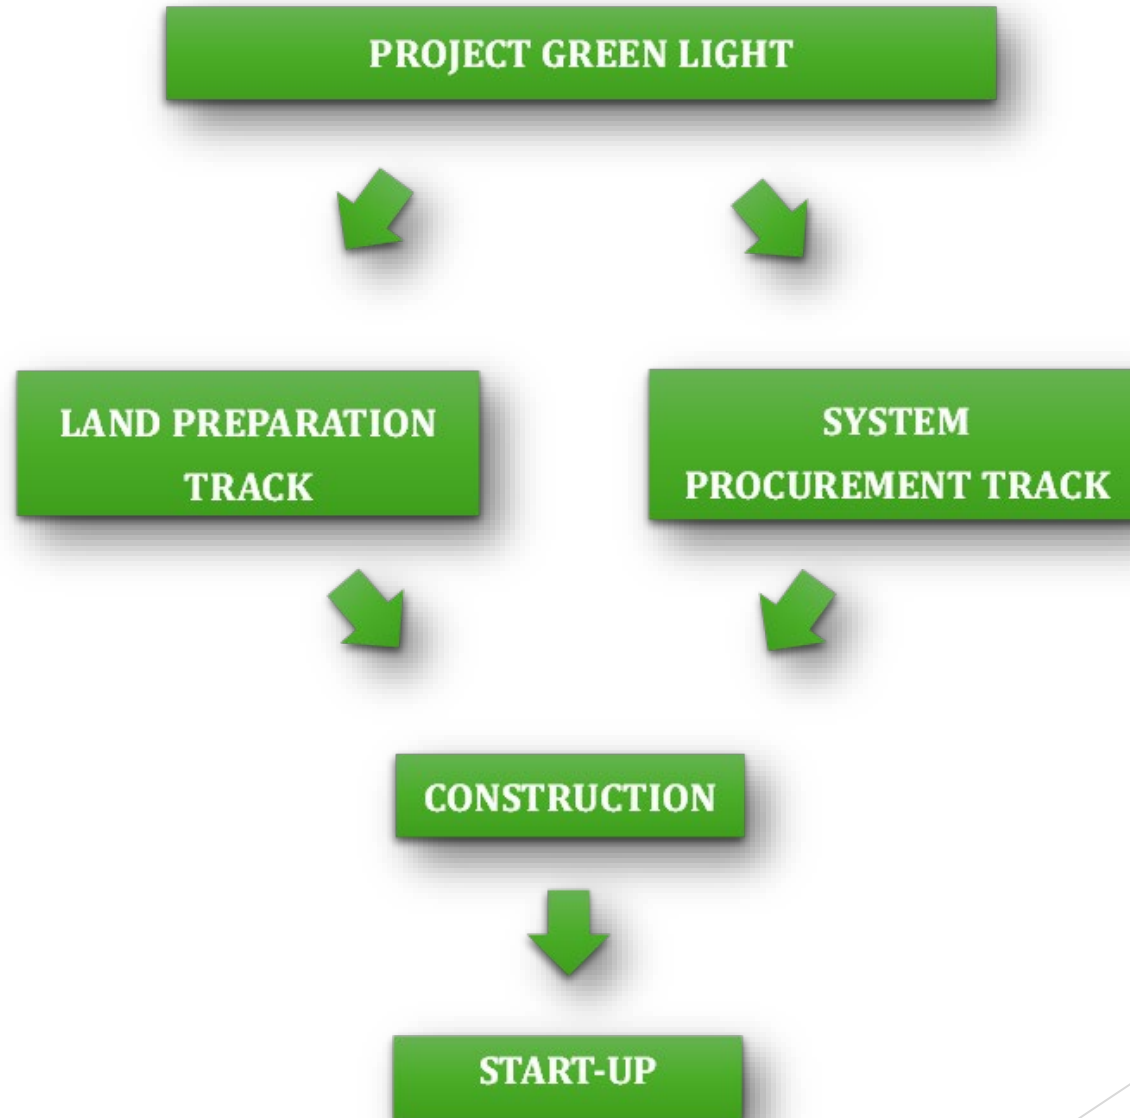 PROJECT GREEN LIGHT
LAND PREPARATION
TRACK
SYSTEM
PROCUREMENT TRACK
CONSTRUCTION
START-UP